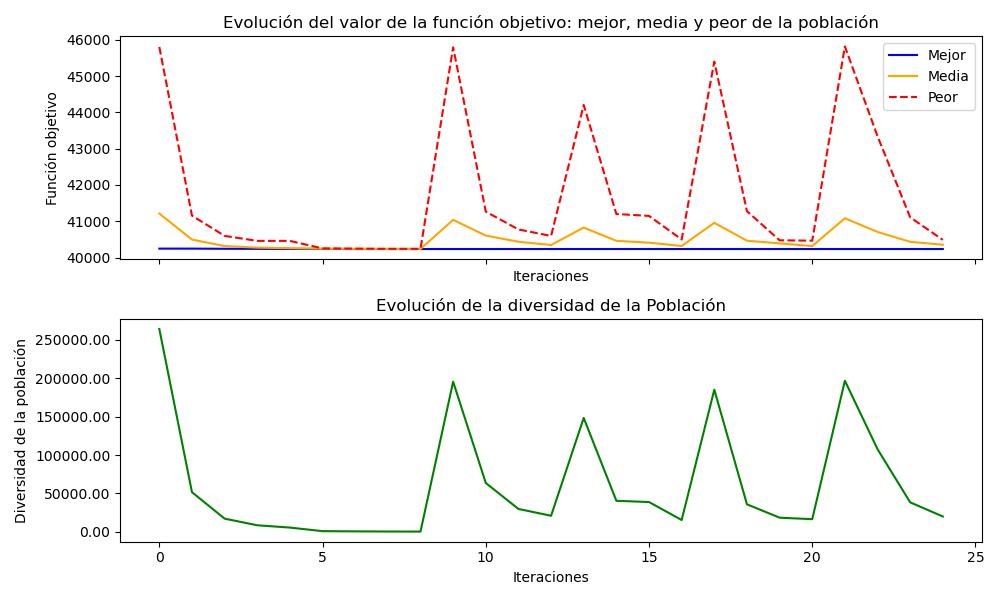 Evolución del valor de la función objetivo: mejor, media y peor de la población
46000
45000
44000
43000
42000
41000
40000
Función objetivo
Mejor
Media
Peor
Iteraciones
Evolución de la diversidad de la Población
250000.00
200000.00
150000.00
100000.00
50000.00
0.00
Diversidad de la población
0 5 10 15 20 25
Iteraciones